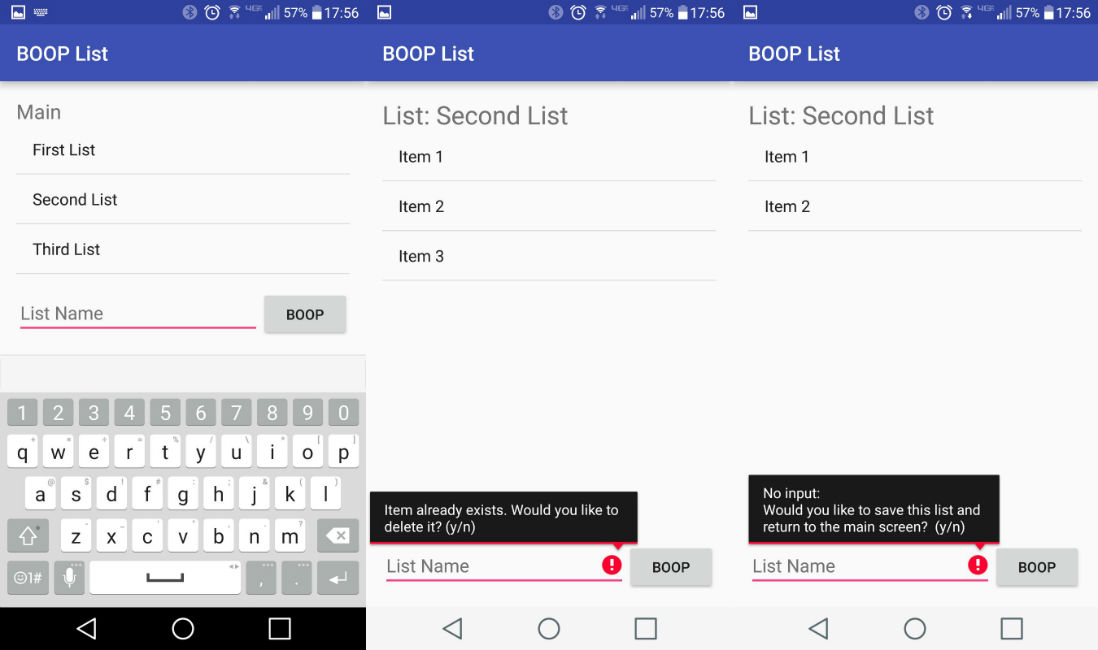 57% 17:56
BOOP List
Main
First List
Second List
Third List
List Name
BOOP
1 2 3 4 5 6 7 8 9 0
q w e r t y u i o p
a s d f g h j k l
z x c v b n m
☺1# , .
4G 57% 17:56
BOOP List
List: Second List
Item 1
Item 2
Item 3
Item already exists. Would you like to
delete it? (y/n)
List Name
BOOP
57% 17:56
BOOP List
List: Second List
Item 1
Item 2
No input:
Would you like to save this list and
return to the main screen?  (y/n)
List Name
BOOP